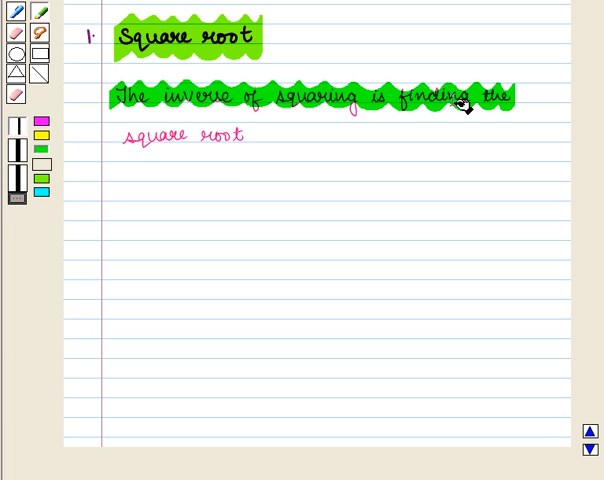 1. Square root
The inverse of squaring is finding the
square root